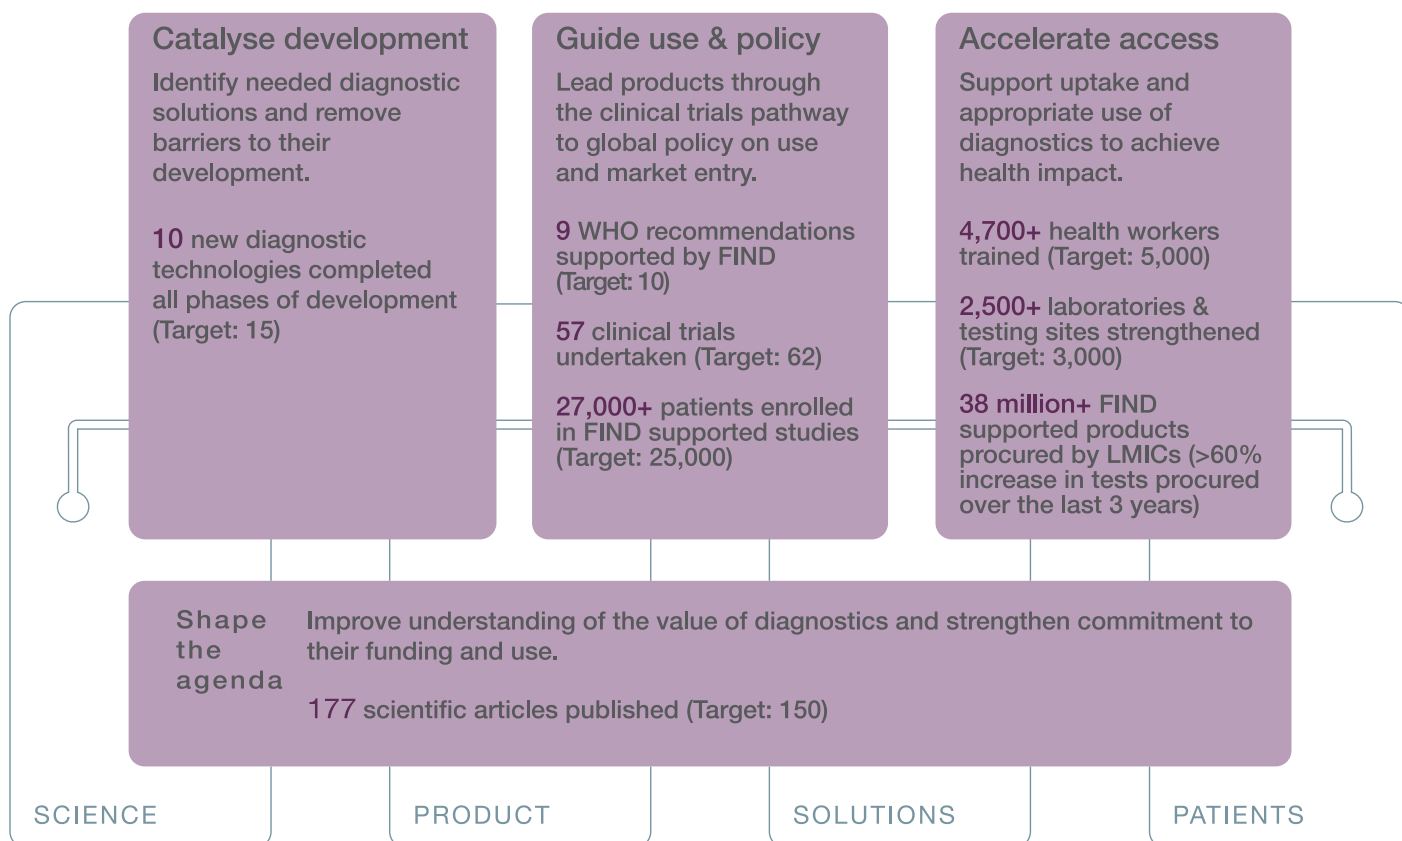 Catalyse development
Identify needed diagnostic
solutions and remove
barriers to their
development.
10 new diagnostic
technologies completed
all phases of development
(Target: 15)
Guide use & policy
Lead products through
the clinical trials pathway
to global policy on use
and market entry.
9 WHO recommendations
supported by FIND
(Target: 10)
57 clinical trials
undertaken (Target: 62)
27,000+ patients enrolled
in FIND supported studies
(Target: 25,000)
Accelerate access
Support uptake and
appropriate use of
diagnostics to achieve
health impact.
4,700+ health workers
trained (Target: 5,000)
2,500+ laboratories &
testing sites strengthened
(Target: 3,000)
38 million+ FIND
supported products
procured by LMICs (>60%
increase in tests procured
over the last 3 years)
Shape
the
agenda
Improve understanding of the value of diagnostics and strengthen commitment to
their funding and use.
177 scientific articles published (Target: 150)
SCIENCE
PRODUCT
SOLUTIONS
PATIENTS